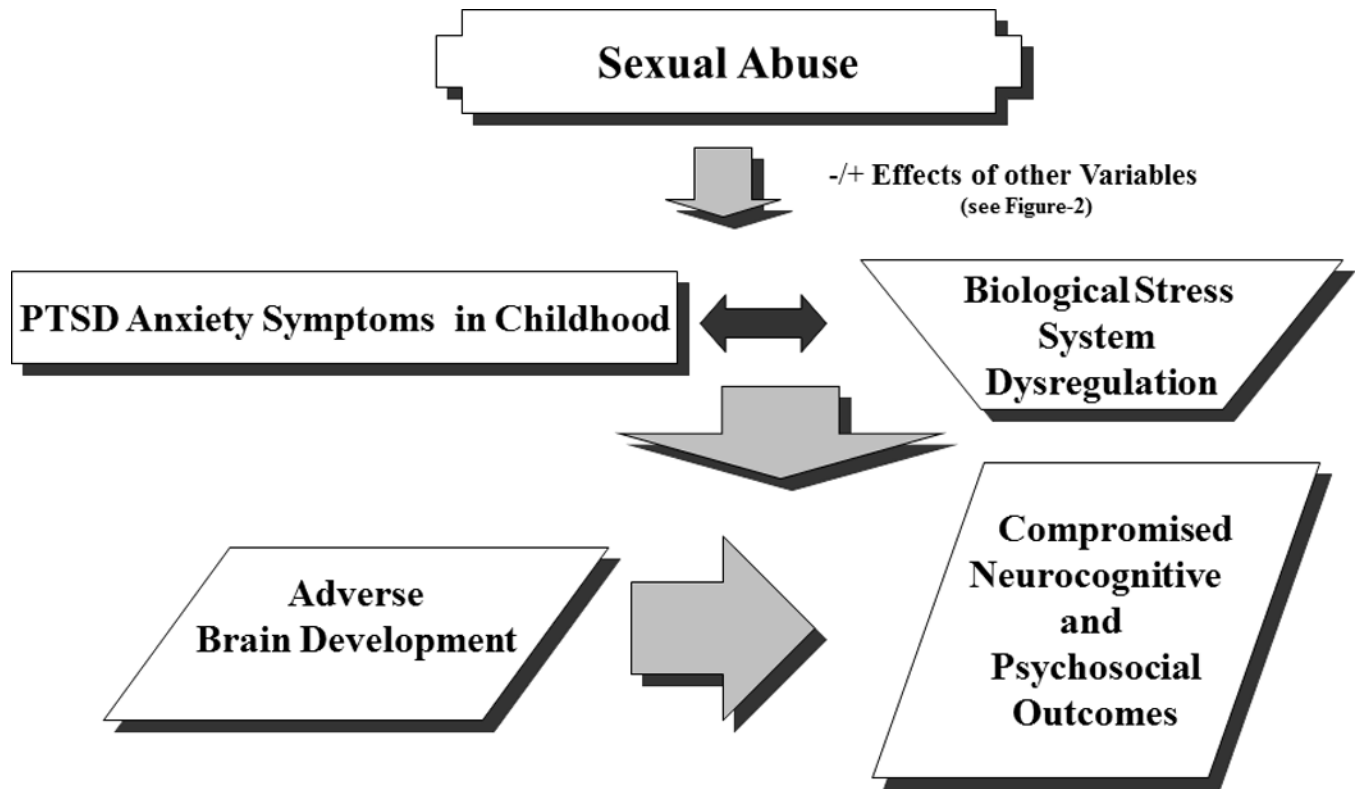 Sexual Abuse
-/+ Effects of other Variables
(see Figure-2)
PTSD Anxiety Symptoms in Childhood
Biological Stress
System
Dysregulation
Adverse
Brain Development
Compromised
Neurocognitive
and
Psychosocial
Outcomes